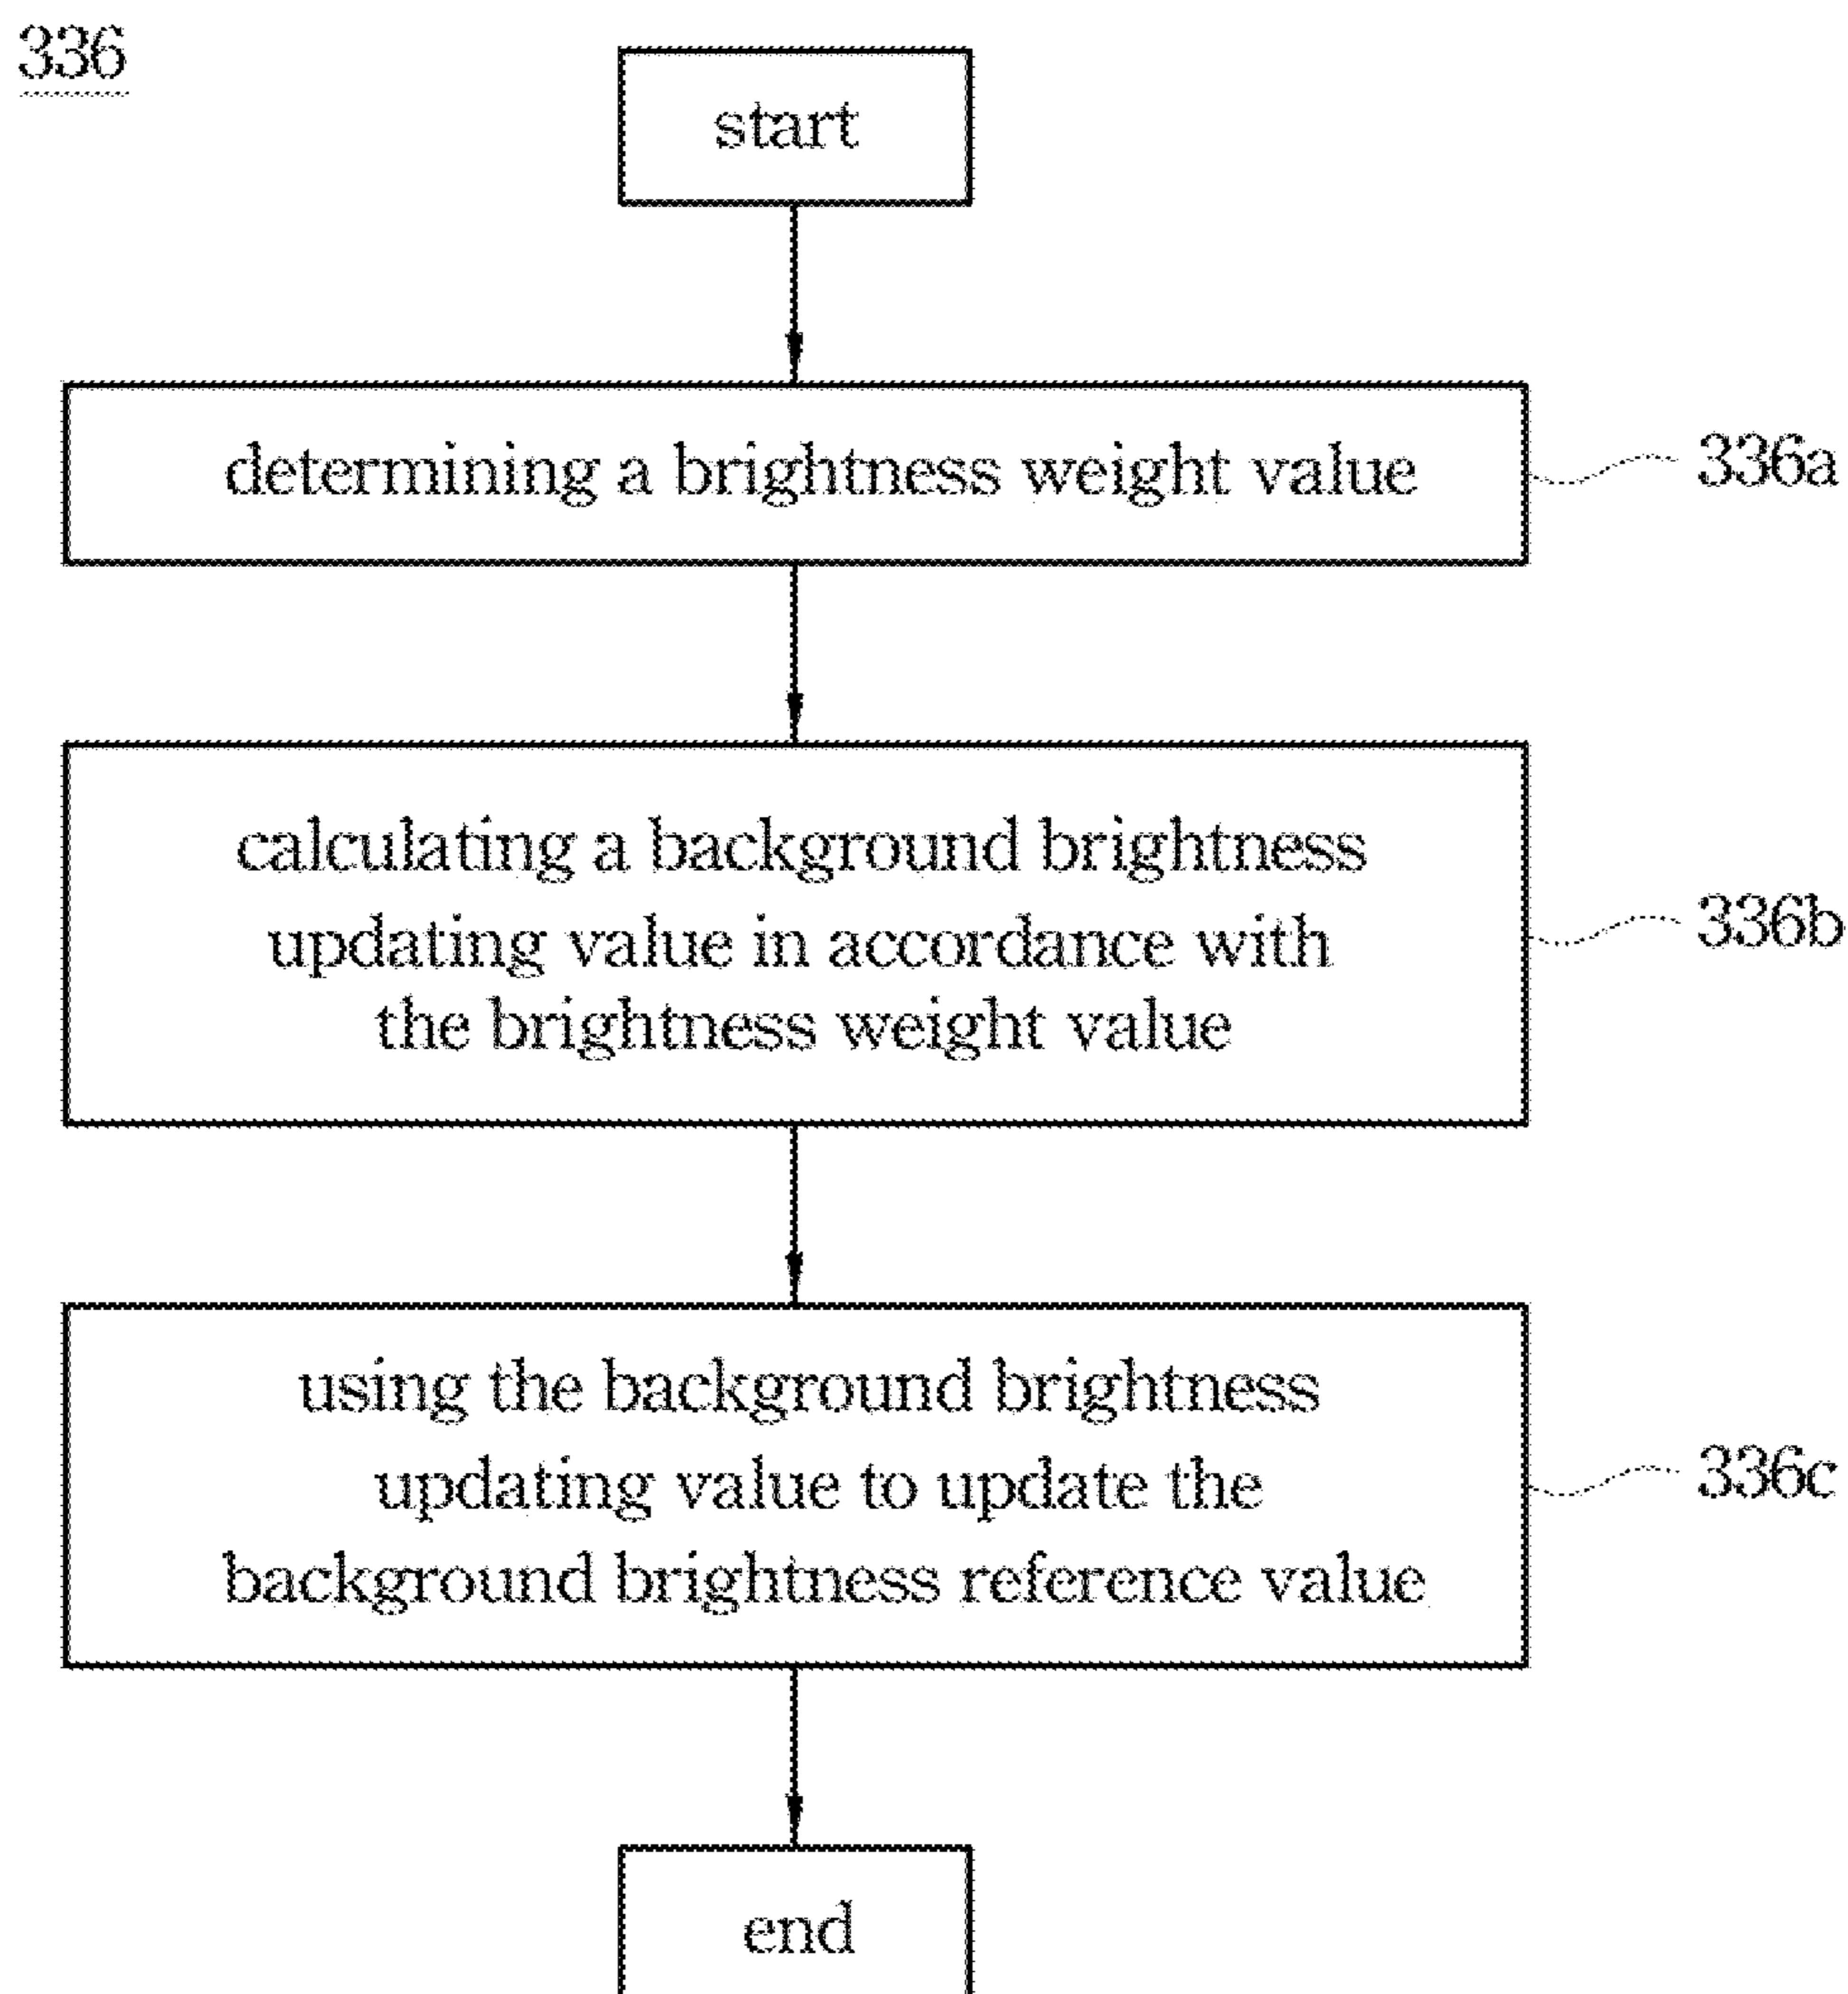 336
start
determining a brightness weight value
336a
calculating a background brightness
updating value in accordance with
the brightness weight value
336b
using the background brightness
updating value to update the
background brightness reference value
336c
end